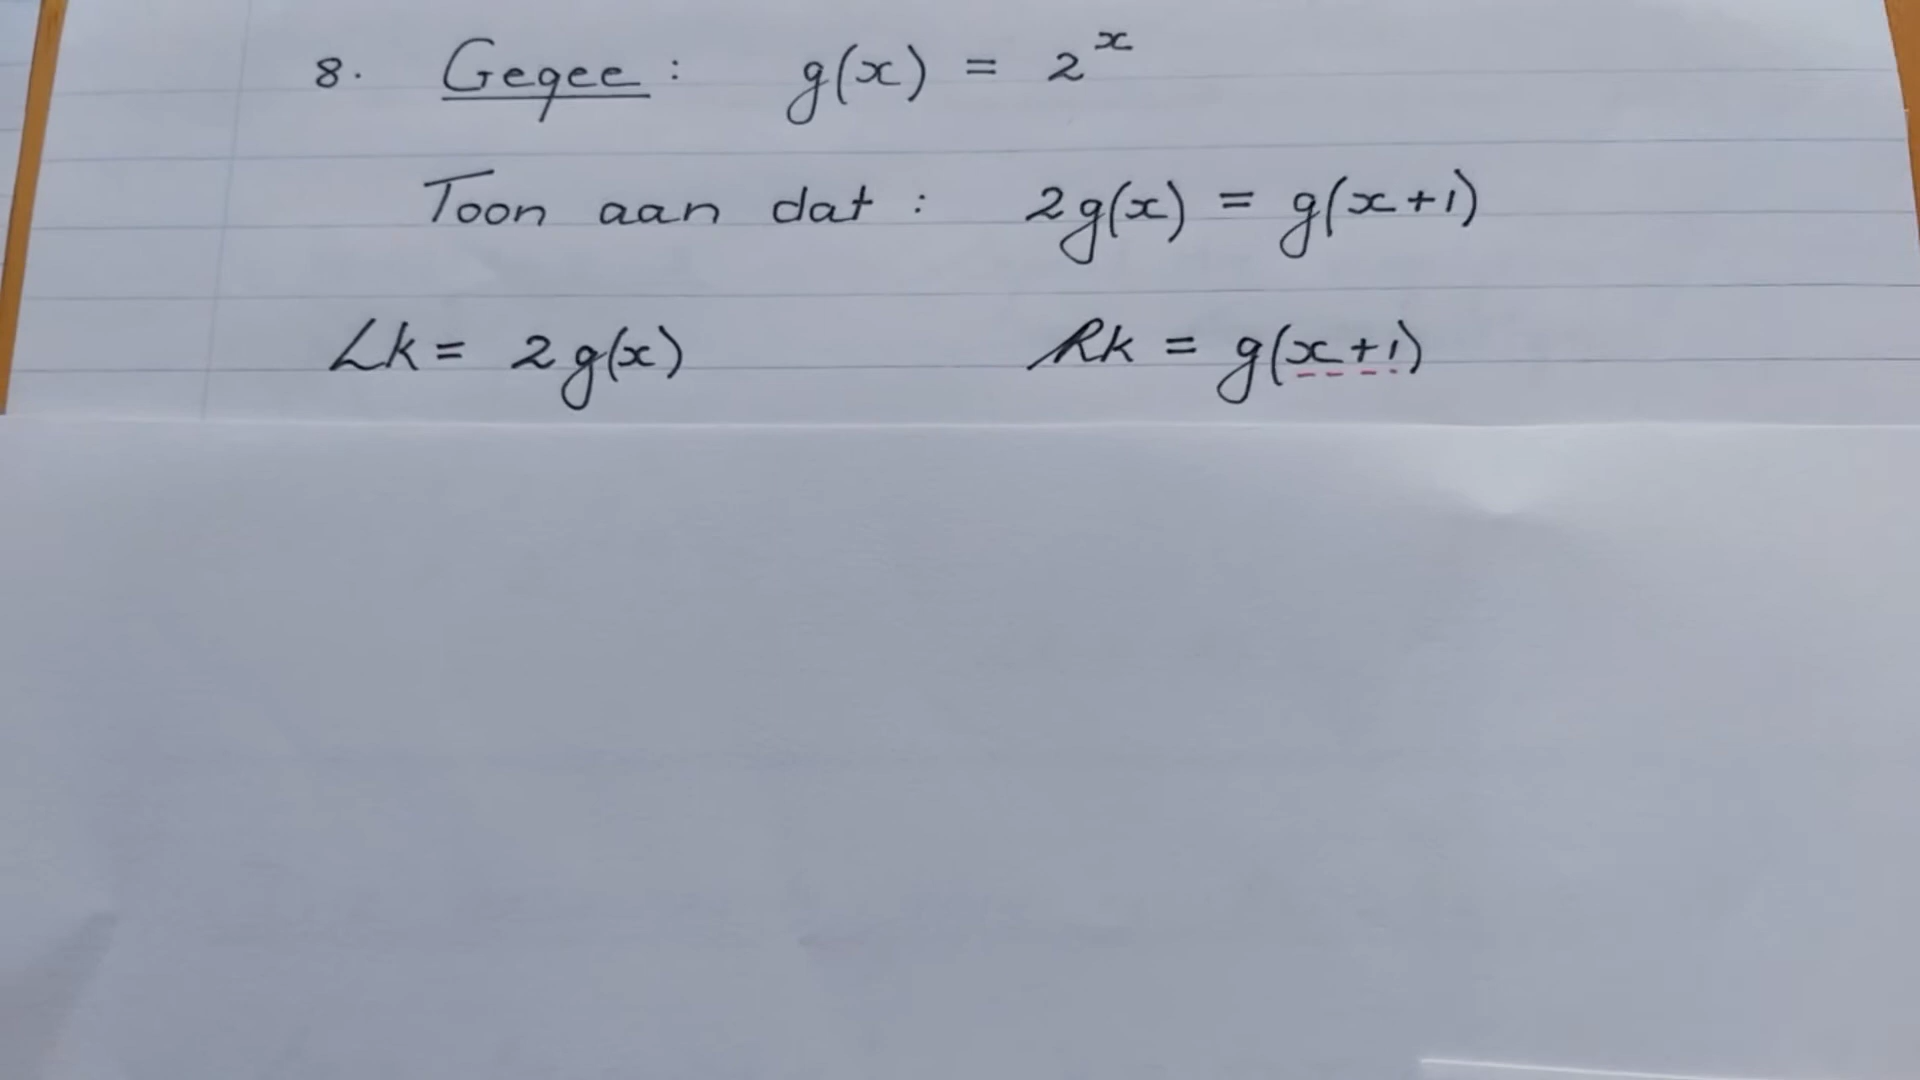 8. Gegee : g(x) = 2^x
Toon aan dat : 2g(x) = g(x+1)
Lk = 2g(x) Rk = g(x+1)